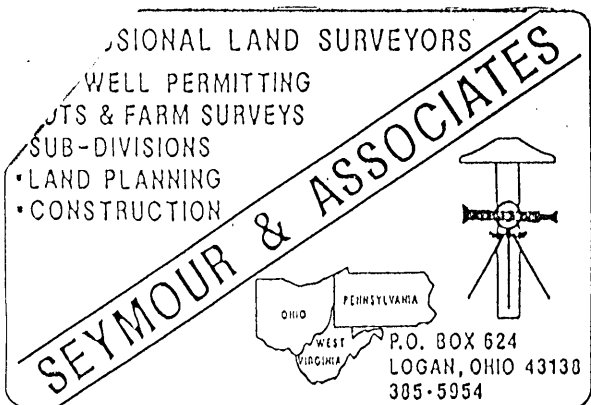 SIONAL LAND SURVEYORS
WELL PERMITTING
& FARM SURVEYS
SUB-DIVISIONS
•LAND PLANNING
•CONSTRUCTION
SEYMOUR & ASSOCIATES
OHIO
PENNSYLVANIA
WEST
VIRGINIA
P.O. BOX 624
LOGAN, OHIO 43138
385-5954